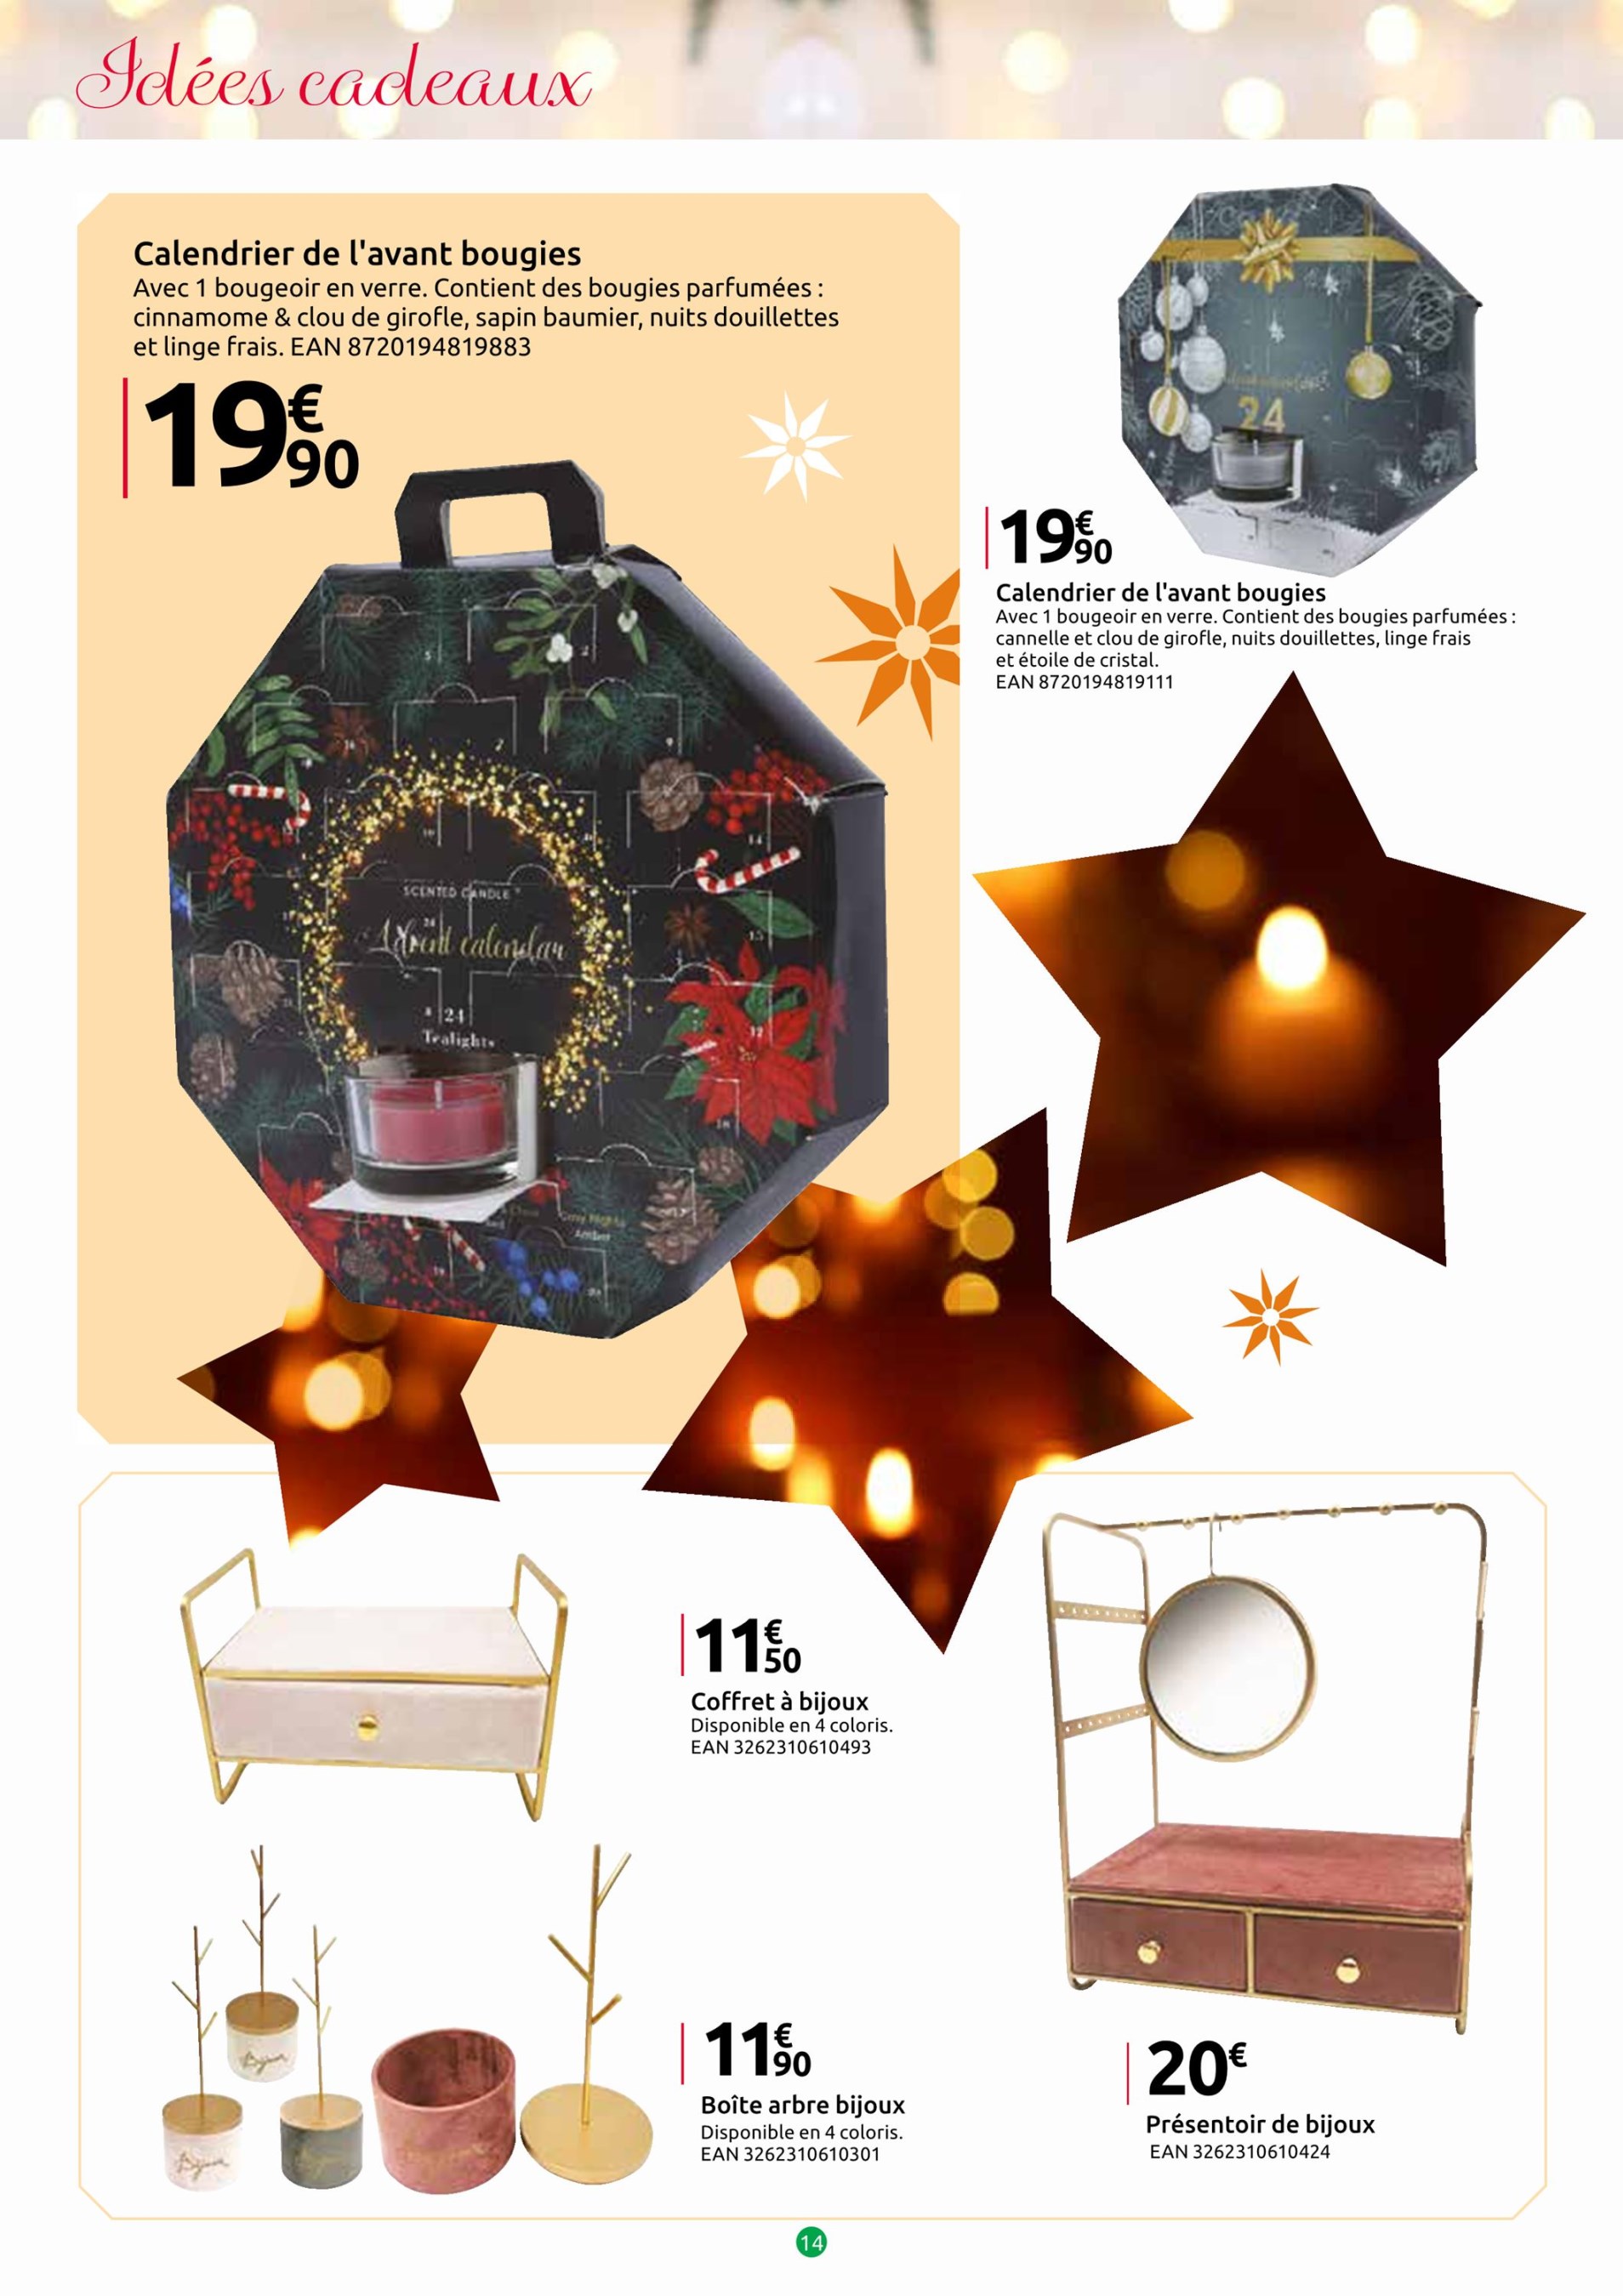 Idées cadeaux
Calendrier de l'avant bougies
Avec 1 bougeoir en verre. Contient des bougies parfumées :
cinnamome & clou de girofle, sapin baumier, nuits douillettes
et linge frais. EAN 8720194819883
19€90
SCENTED CANDLE
Advent calendar
24
Tealights
Cosy Nights
Amber
24
19€90
Calendrier de l'avant bougies
Avec 1 bougeoir en verre. Contient des bougies parfumées :
cannelle et clou de girofle, nuits douillettes, linge frais
et étoile de cristal.
EAN 8720194819111
11€50
Coffret à bijoux
Disponible en 4 coloris.
EAN 3262310610493
Bijoux
Bijoux
11€90
Boîte arbre bijoux
Disponible en 4 coloris.
EAN 3262310610301
20€
Présentoir de bijoux
EAN 3262310610424
14